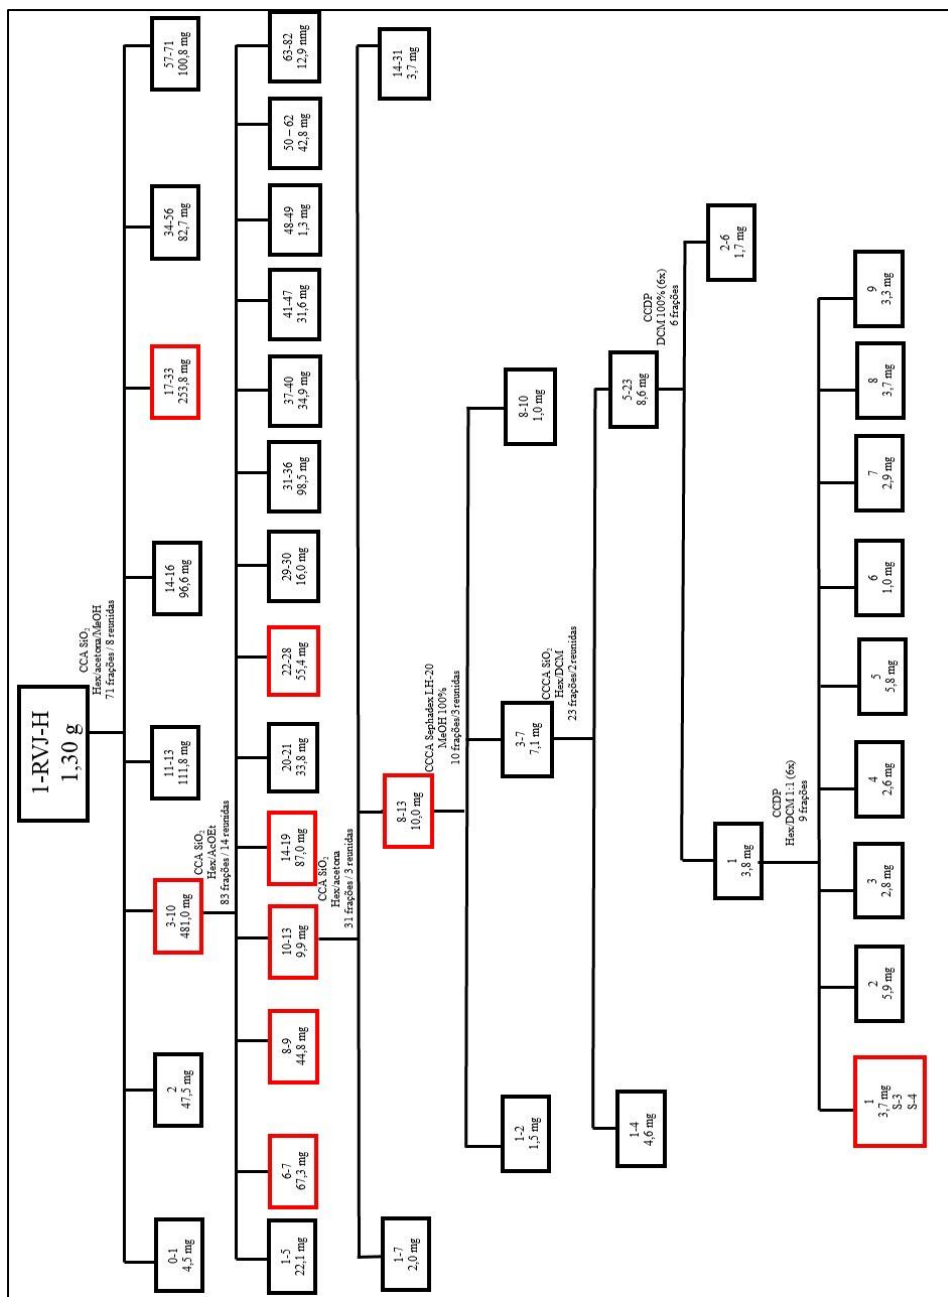 1-RVJ-H
1,30 g
CCA SiO₂
Hex/acetona/MeOH
71 frações / 8 reunidas
0-1
4,5 mg
2
47,5 mg
3-10
481,0 mg
11-13
111,8 mg
14-16
96,6 mg
17-33
253,8 mg
34-56
82,7 mg
57-71
100,8 mg
CCA SiO₂
Hex/AcOEt
83 frações / 14 reunidas
1-5
22,1 mg
6-7
67,3 mg
8-9
44,8 mg
10-13
9,9 mg
14-19
87,0 mg
20-21
33,8 mg
22-28
55,4 mg
29-30
16,0 mg
31-36
98,5 mg
37-40
34,9 mg
41-47
31,6 mg
48-49
1,3 mg
50 – 62
42,8 mg
63-82
12,9 nmg
CCA SiO₂
Hex/acetona
31 frações / 3 reunidas
1-7
2,0 mg
8-13
10,0 mg
14-31
3,7 mg
CCCA Sephadex LH-20
MeOH 100%
10 frações/3 reunidas
1-2
1,5 mg
3-7
7,1 mg
8-10
1,0 mg
CCCA SiO₂
Hex/DCM
23 frações/2 reunidas
1-4
4,6 mg
5-23
8,6 mg
CCDP
DCM 100% (6x)
6 frações
1
3,8 mg
2-6
1,7 mg
CCDP
Hex/DCM 1:1 (6x)
9 frações
1
3,7 mg
S-3
S-4
2
5,9 mg
3
2,8 mg
4
2,6 mg
5
5,8 mg
6
1,0 mg
7
2,9 mg
8
3,7 mg
9
3,3 mg